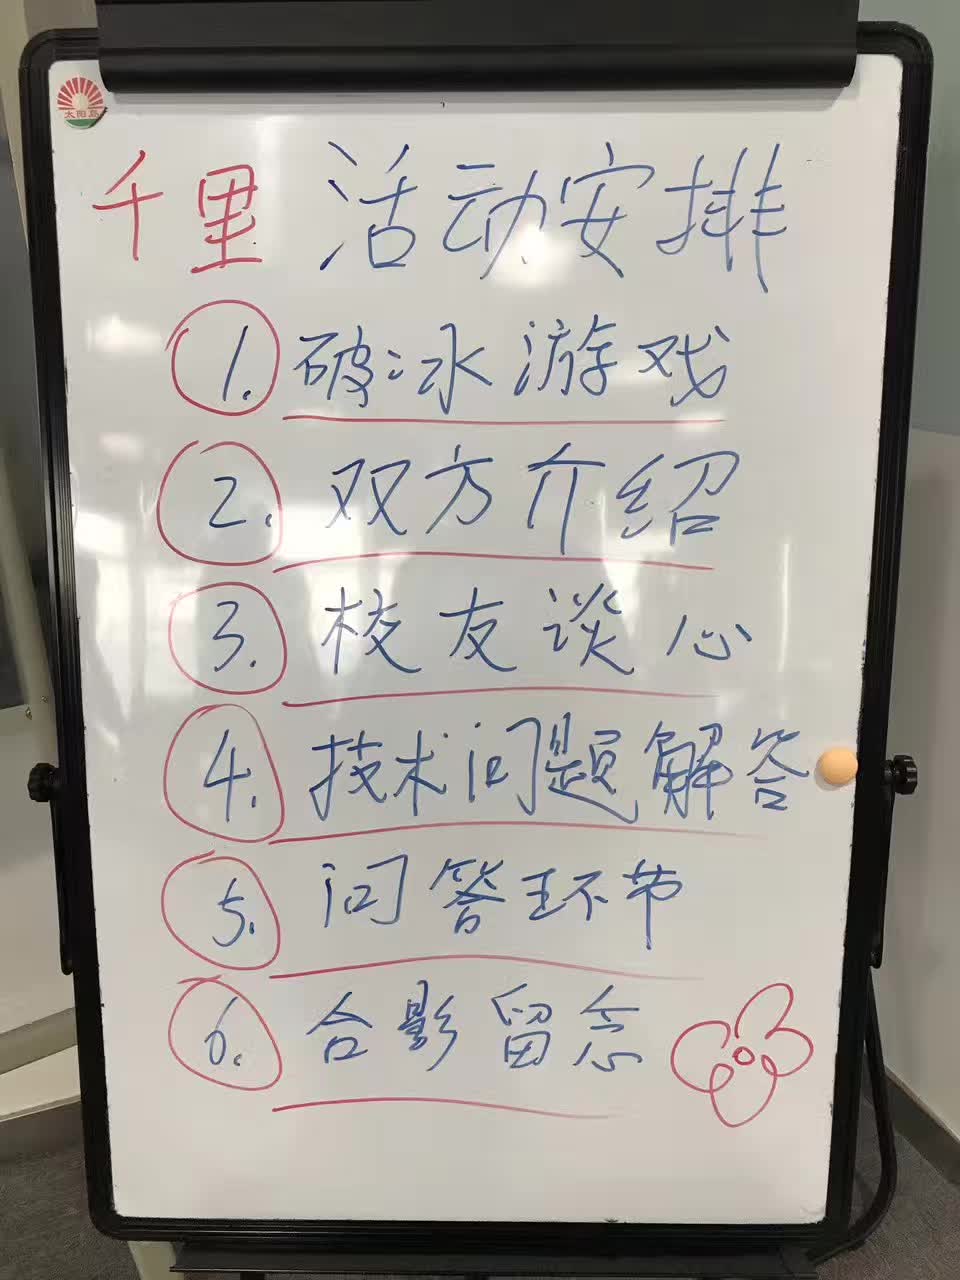 太阳岛
千里 活动安排
1. 破冰游戏
2. 双方介绍
3. 校友谈心
4. 技术问题解答
5. 问答环节
6. 合影留念